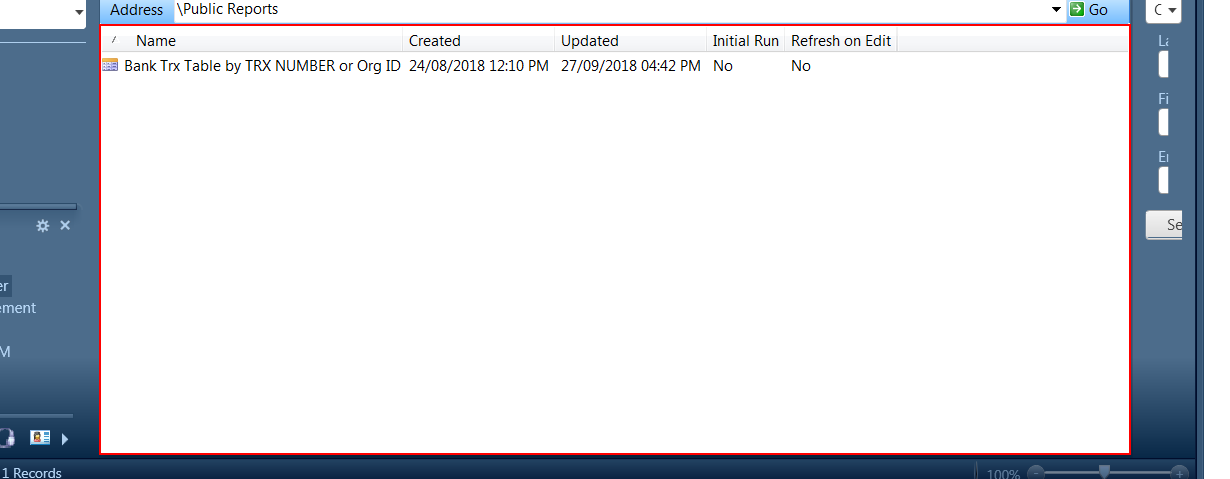 Address \Public Reports Go
Name Created Updated Initial Run Refresh on Edit
Bank Trx Table by TRX NUMBER or Org ID 24/08/2018 12:10 PM 27/09/2018 04:42 PM No No
er
ement
M
1 Records
100%
C
La
Fi
Er
Se